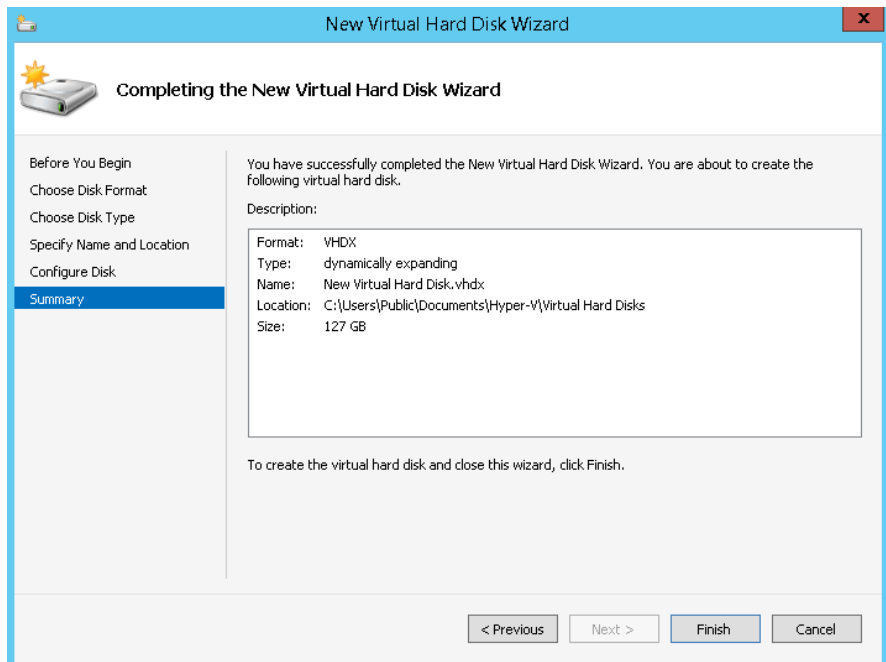 New Virtual Hard Disk Wizard
x
Completing the New Virtual Hard Disk Wizard
Before You Begin
Choose Disk Format
Choose Disk Type
Specify Name and Location
Configure Disk
Summary
You have successfully completed the New Virtual Hard Disk Wizard. You are about to create the
following virtual hard disk.
Description:
Format: VHDX
Type: dynamically expanding
Name: New Virtual Hard Disk.vhdx
Location: C:\Users\Public\Documents\Hyper-V\Virtual Hard Disks
Size: 127 GB
To create the virtual hard disk and close this wizard, click Finish.
< Previous Next > Finish Cancel